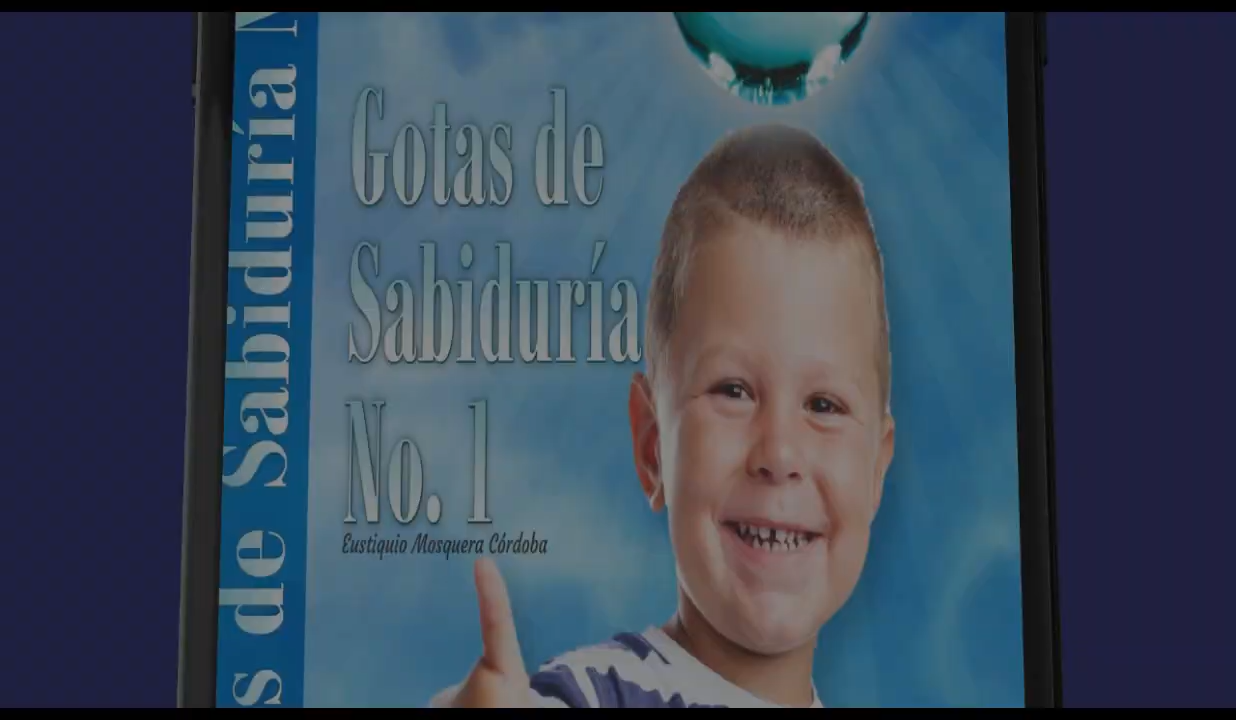 s de Sabiduría N
Gotas de
Sabiduría
No. 1
Eustiquio Mosquera Córdoba